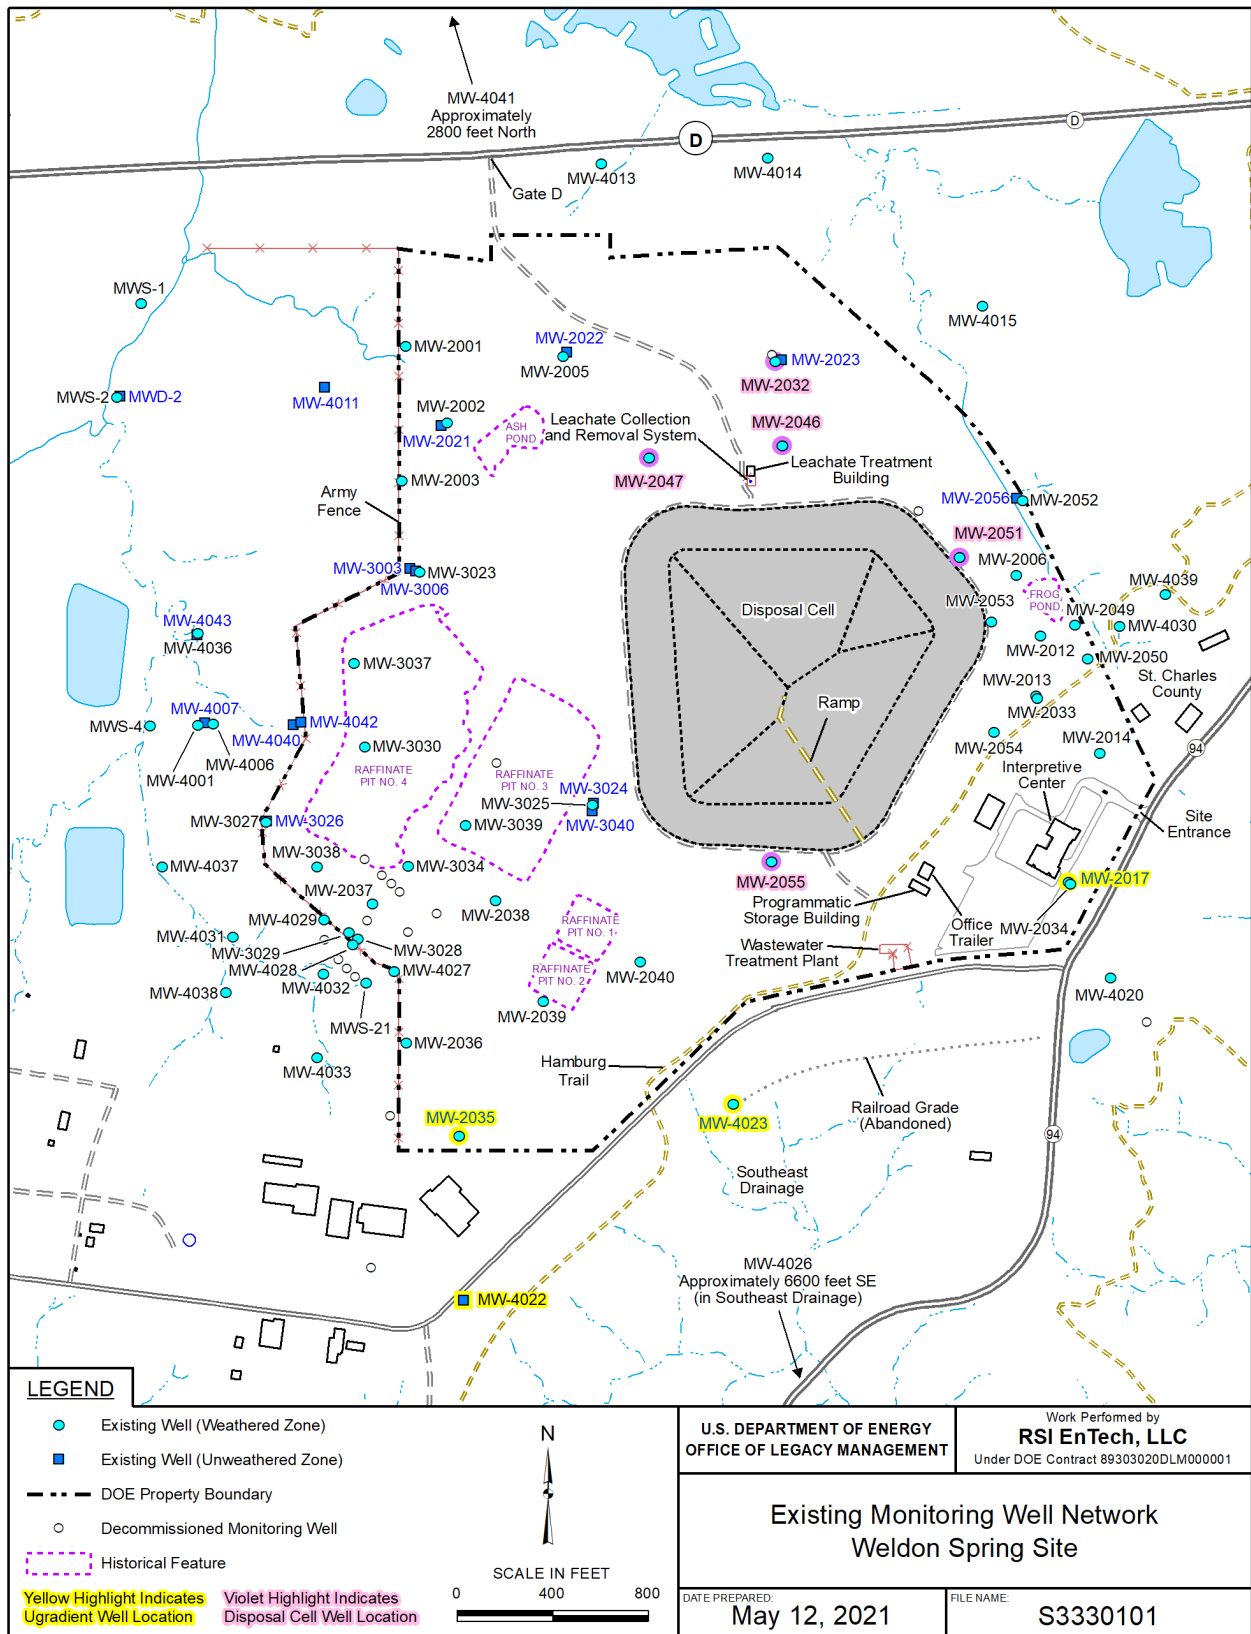 MW-4041
Approximately
2800 feet North
D
D
Gate D
MW-4013
MW-4014
MWS-1
MW-4015
MW-2001
MW-2022
MW-2005
MW-2023
MW-2032
MWS-2
MWD-2
MW-4011
MW-2002
MW-2021
ASH
POND
Leachate Collection
and Removal System
MW-2046
MW-2047
Leachate Treatment
Building
MW-2003
Army
Fence
MW-2056
MW-2052
MW-2051
MW-2006
MW-3003
MW-3023
MW-3006
MW-4039
FROG
POND
MW-2053
MW-2049
MW-4030
Disposal Cell
MW-4043
MW-4036
MW-2012
MW-2050
MW-3037
St. Charles
County
MW-2013
MW-2033
Ramp
MW-4007
MWS-4
MW-4042
MW-4040
MW-4001
MW-4006
MW-3030
MW-2054
MW-2014
94
RAFFINATE
PIT NO. 4
RAFFINATE
PIT NO. 3
Interpretive
Center
MW-3024
MW-3025
MW-3040
MW-3039
MW-3027
MW-3026
Site
Entrance
MW-4037
MW-3038
MW-3034
MW-2055
MW-2017
MW-2037
MW-2038
Programmatic
Storage Building
MW-4029
RAFFINATE
PIT NO. 1
Office
Trailer
MW-2034
MW-4031
MW-3029
MW-3028
MW-4028
MW-4027
Wastewater
Treatment Plant
RAFFINATE
PIT NO. 2
MW-2040
MW-4032
MW-4038
MW-4020
MWS-21
MW-2039
MW-2036
MW-4033
Hamburg
Trail
MW-2035
MW-4023
Railroad Grade
(Abandoned)
94
Southeast
Drainage
MW-4026
Approximately 6600 feet SE
(in Southeast Drainage)
MW-4022
LEGEND
Existing Well (Weathered Zone)
Existing Well (Unweathered Zone)
DOE Property Boundary
Decommissioned Monitoring Well
Historical Feature
Yellow Highlight Indicates
Ugradient Well Location
Violet Highlight Indicates
Disposal Cell Well Location
N
SCALE IN FEET
0 400 800
U.S. DEPARTMENT OF ENERGY
OFFICE OF LEGACY MANAGEMENT
Work Performed by
RSI EnTech, LLC
Under DOE Contract 89303020DLM000001
Existing Monitoring Well Network
Weldon Spring Site
DATE PREPARED:
May 12, 2021
FILE NAME:
S3330101